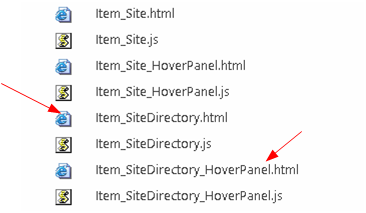 Item_Site.html
Item_Site.js
Item_Site_HoverPanel.html
Item_Site_HoverPanel.js
Item_SiteDirectory.html
Item_SiteDirectory.js
Item_SiteDirectory_HoverPanel.html
Item_SiteDirectory_HoverPanel.js